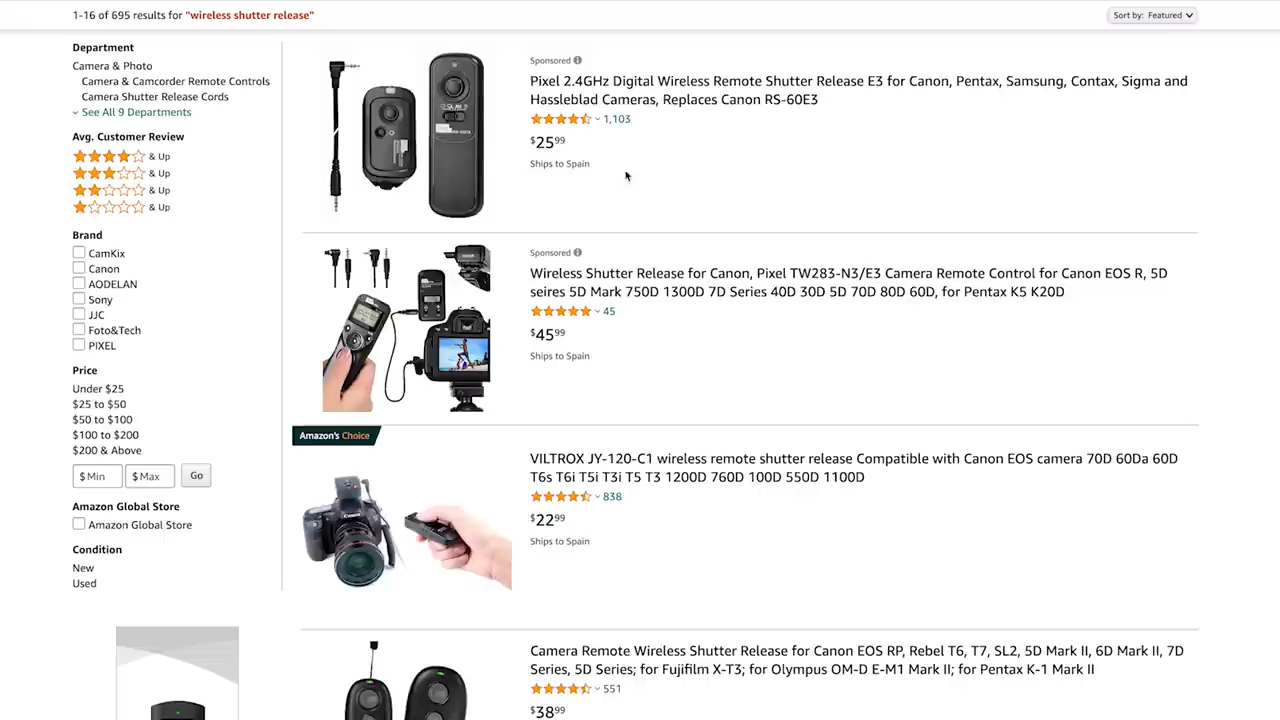 1-16 of 695 results for "wireless shutter release"
Sort by: Featured
Department
Camera & Photo
Camera & Camcorder Remote Controls
Camera Shutter Release Cords
See All 9 Departments
Avg. Customer Review
& Up
& Up
& Up
& Up
Brand
CamKix
Canon
AODELAN
Sony
JJC
Foto&Tech
PIXEL
Price
Under $25
$25 to $50
$50 to $100
$100 to $200
$200 & Above
$ Min
$ Max
Go
Amazon Global Store
Amazon Global Store
Condition
New
Used
Sponsored
Pixel 2.4GHz Digital Wireless Remote Shutter Release E3 for Canon, Pentax, Samsung, Contax, Sigma and
Hassleblad Cameras, Replaces Canon RS-60E3
1,103
$2599
Ships to Spain
Sponsored
Wireless Shutter Release for Canon, Pixel TW283-N3/E3 Camera Remote Control for Canon EOS R, 5D
seires 5D Mark 750D 1300D 7D Series 40D 30D 5D 70D 80D 60D, for Pentax K5 K20D
45
$4599
Ships to Spain
Amazon's Choice
VILTROX JY-120-C1 wireless remote shutter release Compatible with Canon EOS camera 70D 60Da 60D
T6s T6i T5i T3i T5 T3 1200D 760D 100D 550D 1100D
838
$2299
Ships to Spain
Camera Remote Wireless Shutter Release for Canon EOS RP, Rebel T6, T7, SL2, 5D Mark II, 6D Mark II, 7D
Series, 5D Series; for Fujifilm X-T3; for Olympus OM-D E-M1 Mark II; for Pentax K-1 Mark II
551
$3899